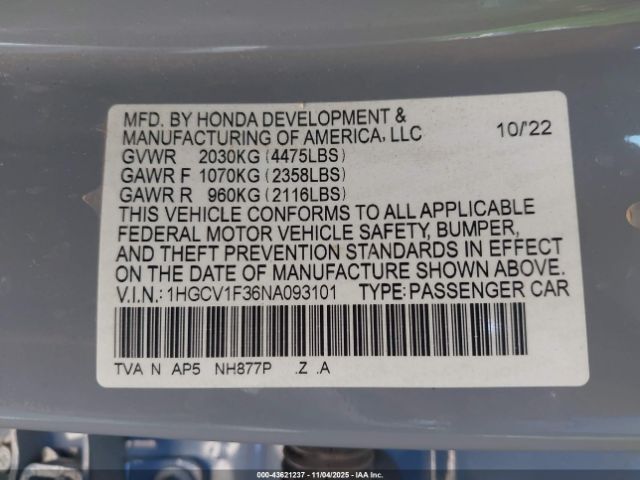 MFD. BY HONDA DEVELOPMENT &
MANUFACTURING OF AMERICA, LLC 10/'22
GVWR 2030KG (4475LBS)
GAWR F 1070KG (2358LBS)
GAWR R 960KG (2116LBS)
THIS VEHICLE CONFORMS TO ALL APPLICABLE
FEDERAL MOTOR VEHICLE SAFETY, BUMPER,
AND THEFT PREVENTION STANDARDS IN EFFECT
ON THE DATE OF MANUFACTURE SHOWN ABOVE.
V.I.N.: 1HGCV1F36NA093101 TYPE: PASSENGER CAR
TVA N AP5 NH877P .Z .A
000-43621237 - 11/04/2025 - IAA Inc.